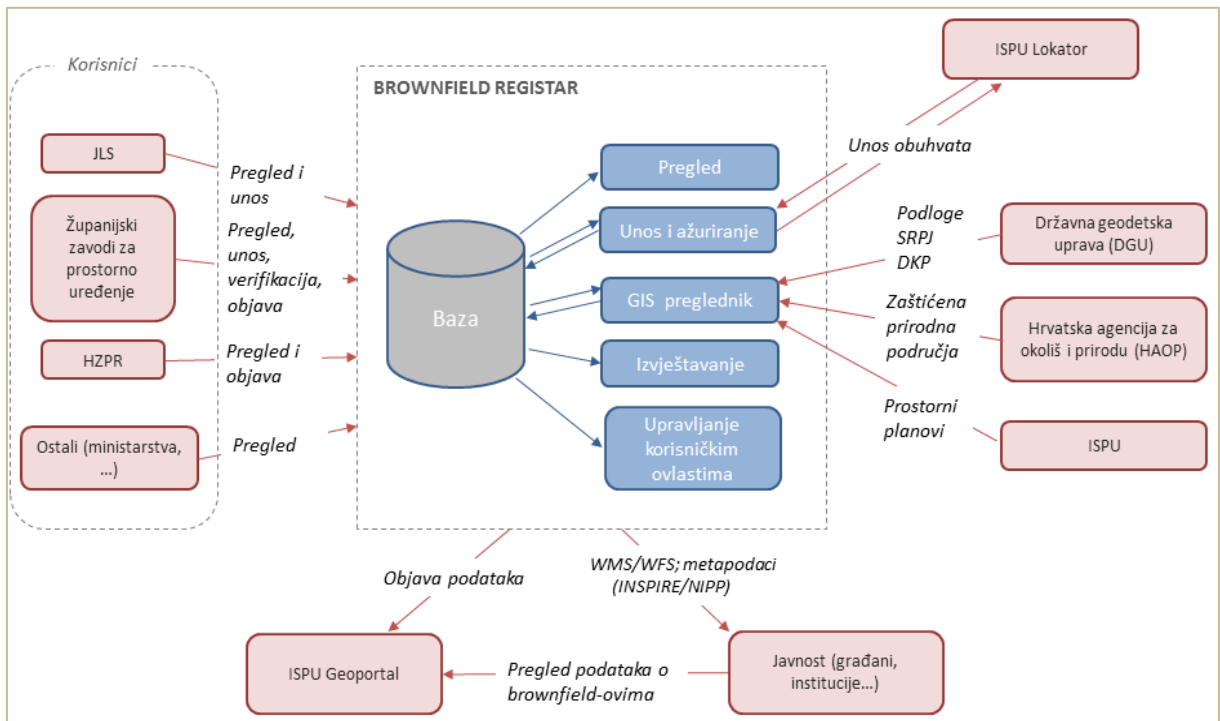 Korisnici
JLS
Županijski
zavodi za
prostorno
uređenje
HZPR
Ostali (ministarstva,
...)
Pregled i
unos
Pregled,
unos,
verifikacija,
objava
Pregled i
objava
Pregled
BROWNFIELD REGISTAR
Baza
Pregled
Unos i ažuriranje
GIS preglednik
Izvještavanje
Upravljanje
korisničkim
ovlastima
ISPU Lokator
Unos obuhvata
Podloge
SRPJ
DKP
Državna geodetska
uprava (DGU)
Zaštićena
prirodna
područja
Hrvatska agencija za
okoliš i prirodu (HAOP)
Prostorni
planovi
ISPU
Objava podataka
WMS/WFS; metapodaci
(INSPIRE/NIPP)
ISPU Geoportal
Pregled podataka o
brownfield-ovima
Javnost (građani,
institucije...)